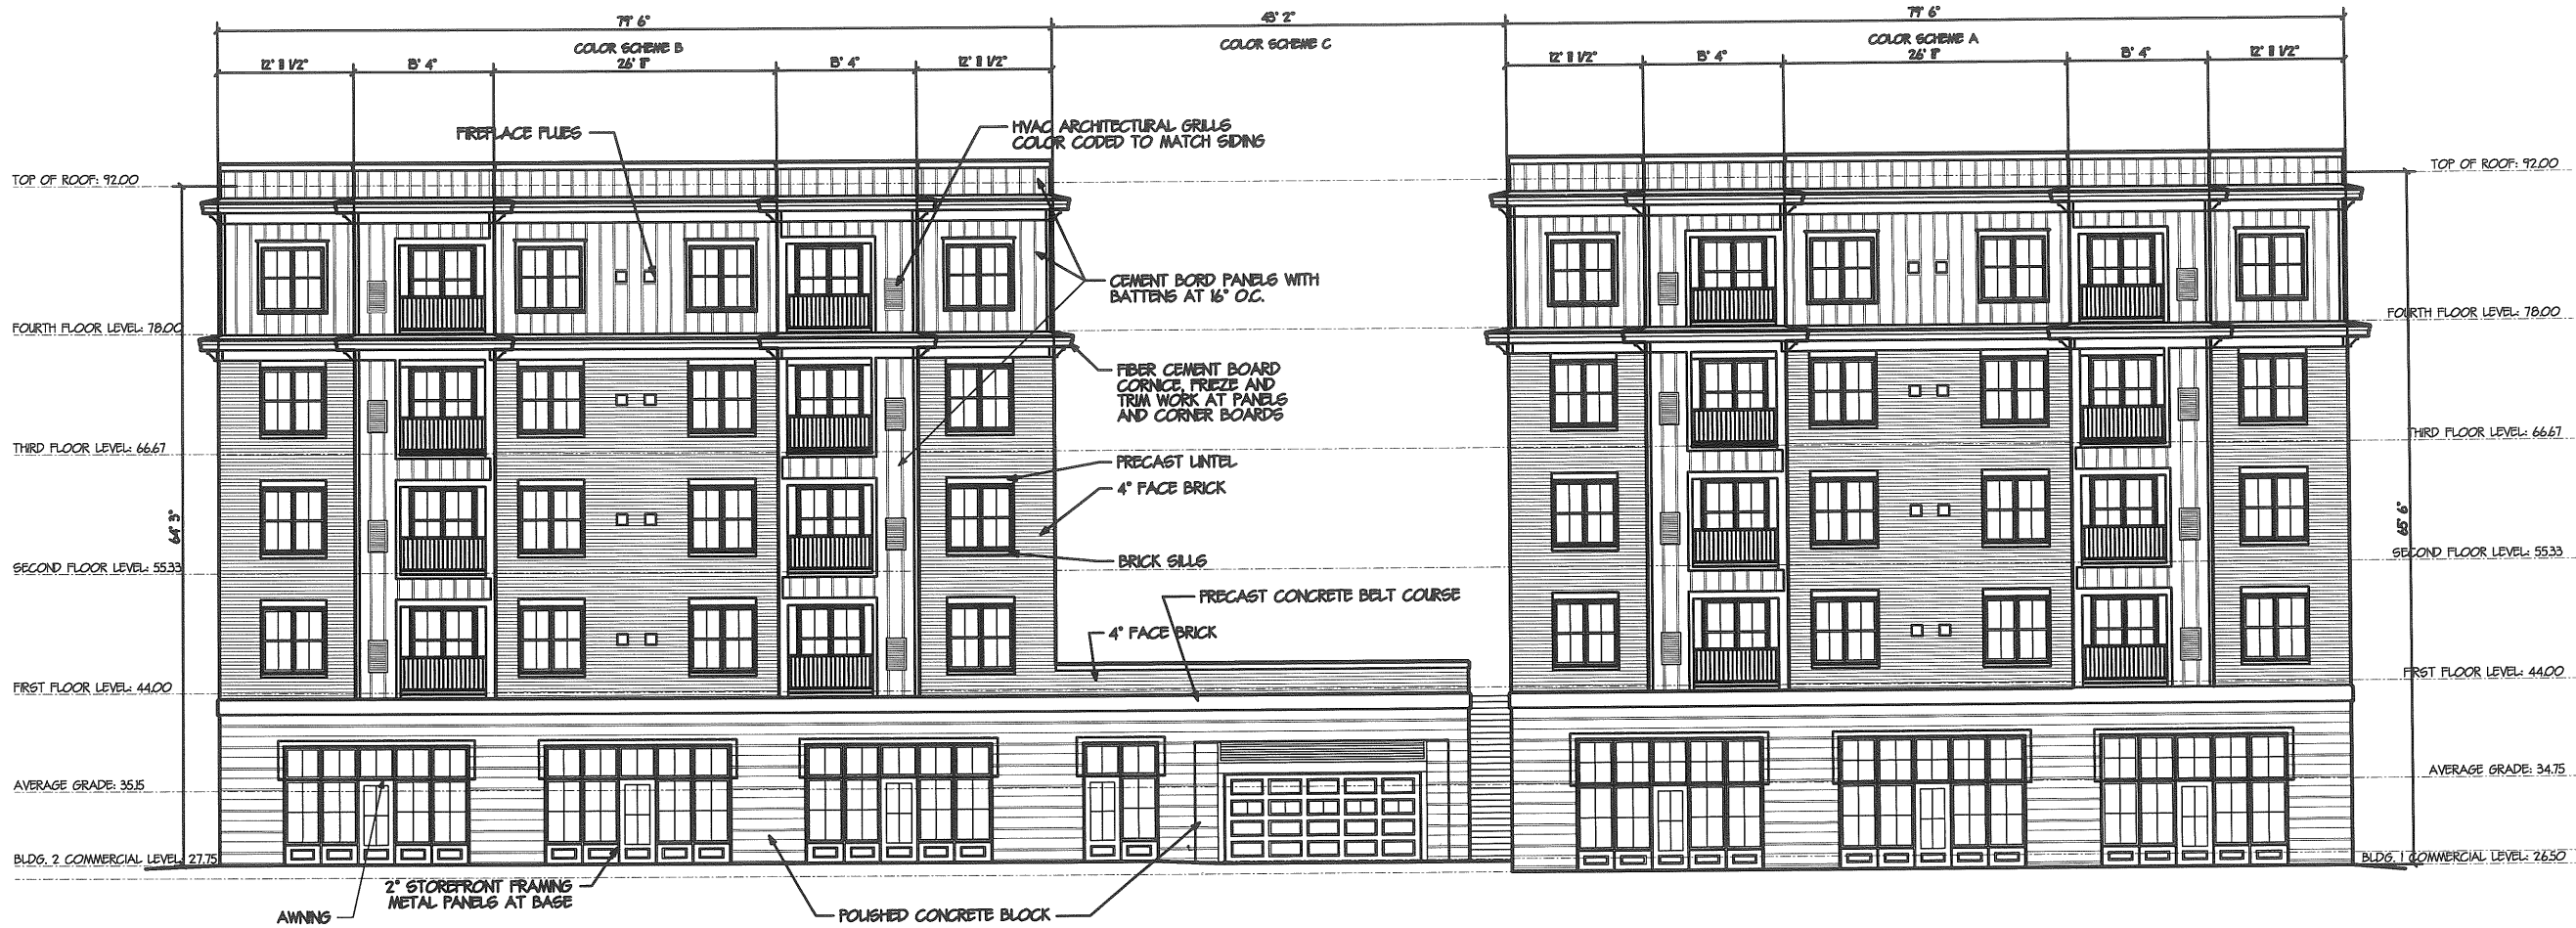 79' 6"
43' 2"
79' 6"
COLOR SCHEME B
COLOR SCHEME C
COLOR SCHEME A
12' 11 1/2"
13' 4"
26' 11"
13' 4"
12' 11 1/2"
12' 11 1/2"
13' 4"
26' 11"
13' 4"
12' 11 1/2"
FIREPLACE FLUES
HVAC ARCHITECTURAL GRILLS
COLOR CODED TO MATCH SIDING
TOP OF ROOF: 92.00
TOP OF ROOF: 92.00
CEMENT BORD PANELS WITH
BATTENS AT 16" O.C.
FOURTH FLOOR LEVEL: 78.00
FOURTH FLOOR LEVEL: 78.00
FIBER CEMENT BOARD
CORNICE, FRIEZE AND
TRIM WORK AT PANELS
AND CORNER BOARDS
THIRD FLOOR LEVEL: 66.67
THIRD FLOOR LEVEL: 66.67
PRECAST LINTEL
4" FACE BRICK
64' 3"
65' 6"
BRICK SILLS
SECOND FLOOR LEVEL: 55.33
SECOND FLOOR LEVEL: 55.33
PRECAST CONCRETE BELT COURSE
4" FACE BRICK
FIRST FLOOR LEVEL: 44.00
FIRST FLOOR LEVEL: 44.00
AVERAGE GRADE: 35.15
AVERAGE GRADE: 34.75
BLDG. 2 COMMERCIAL LEVEL: 27.75
BLDG. 1 COMMERCIAL LEVEL: 26.50
2" STOREFRONT FRAMING
METAL PANELS AT BASE
AWNING
POLISHED CONCRETE BLOCK